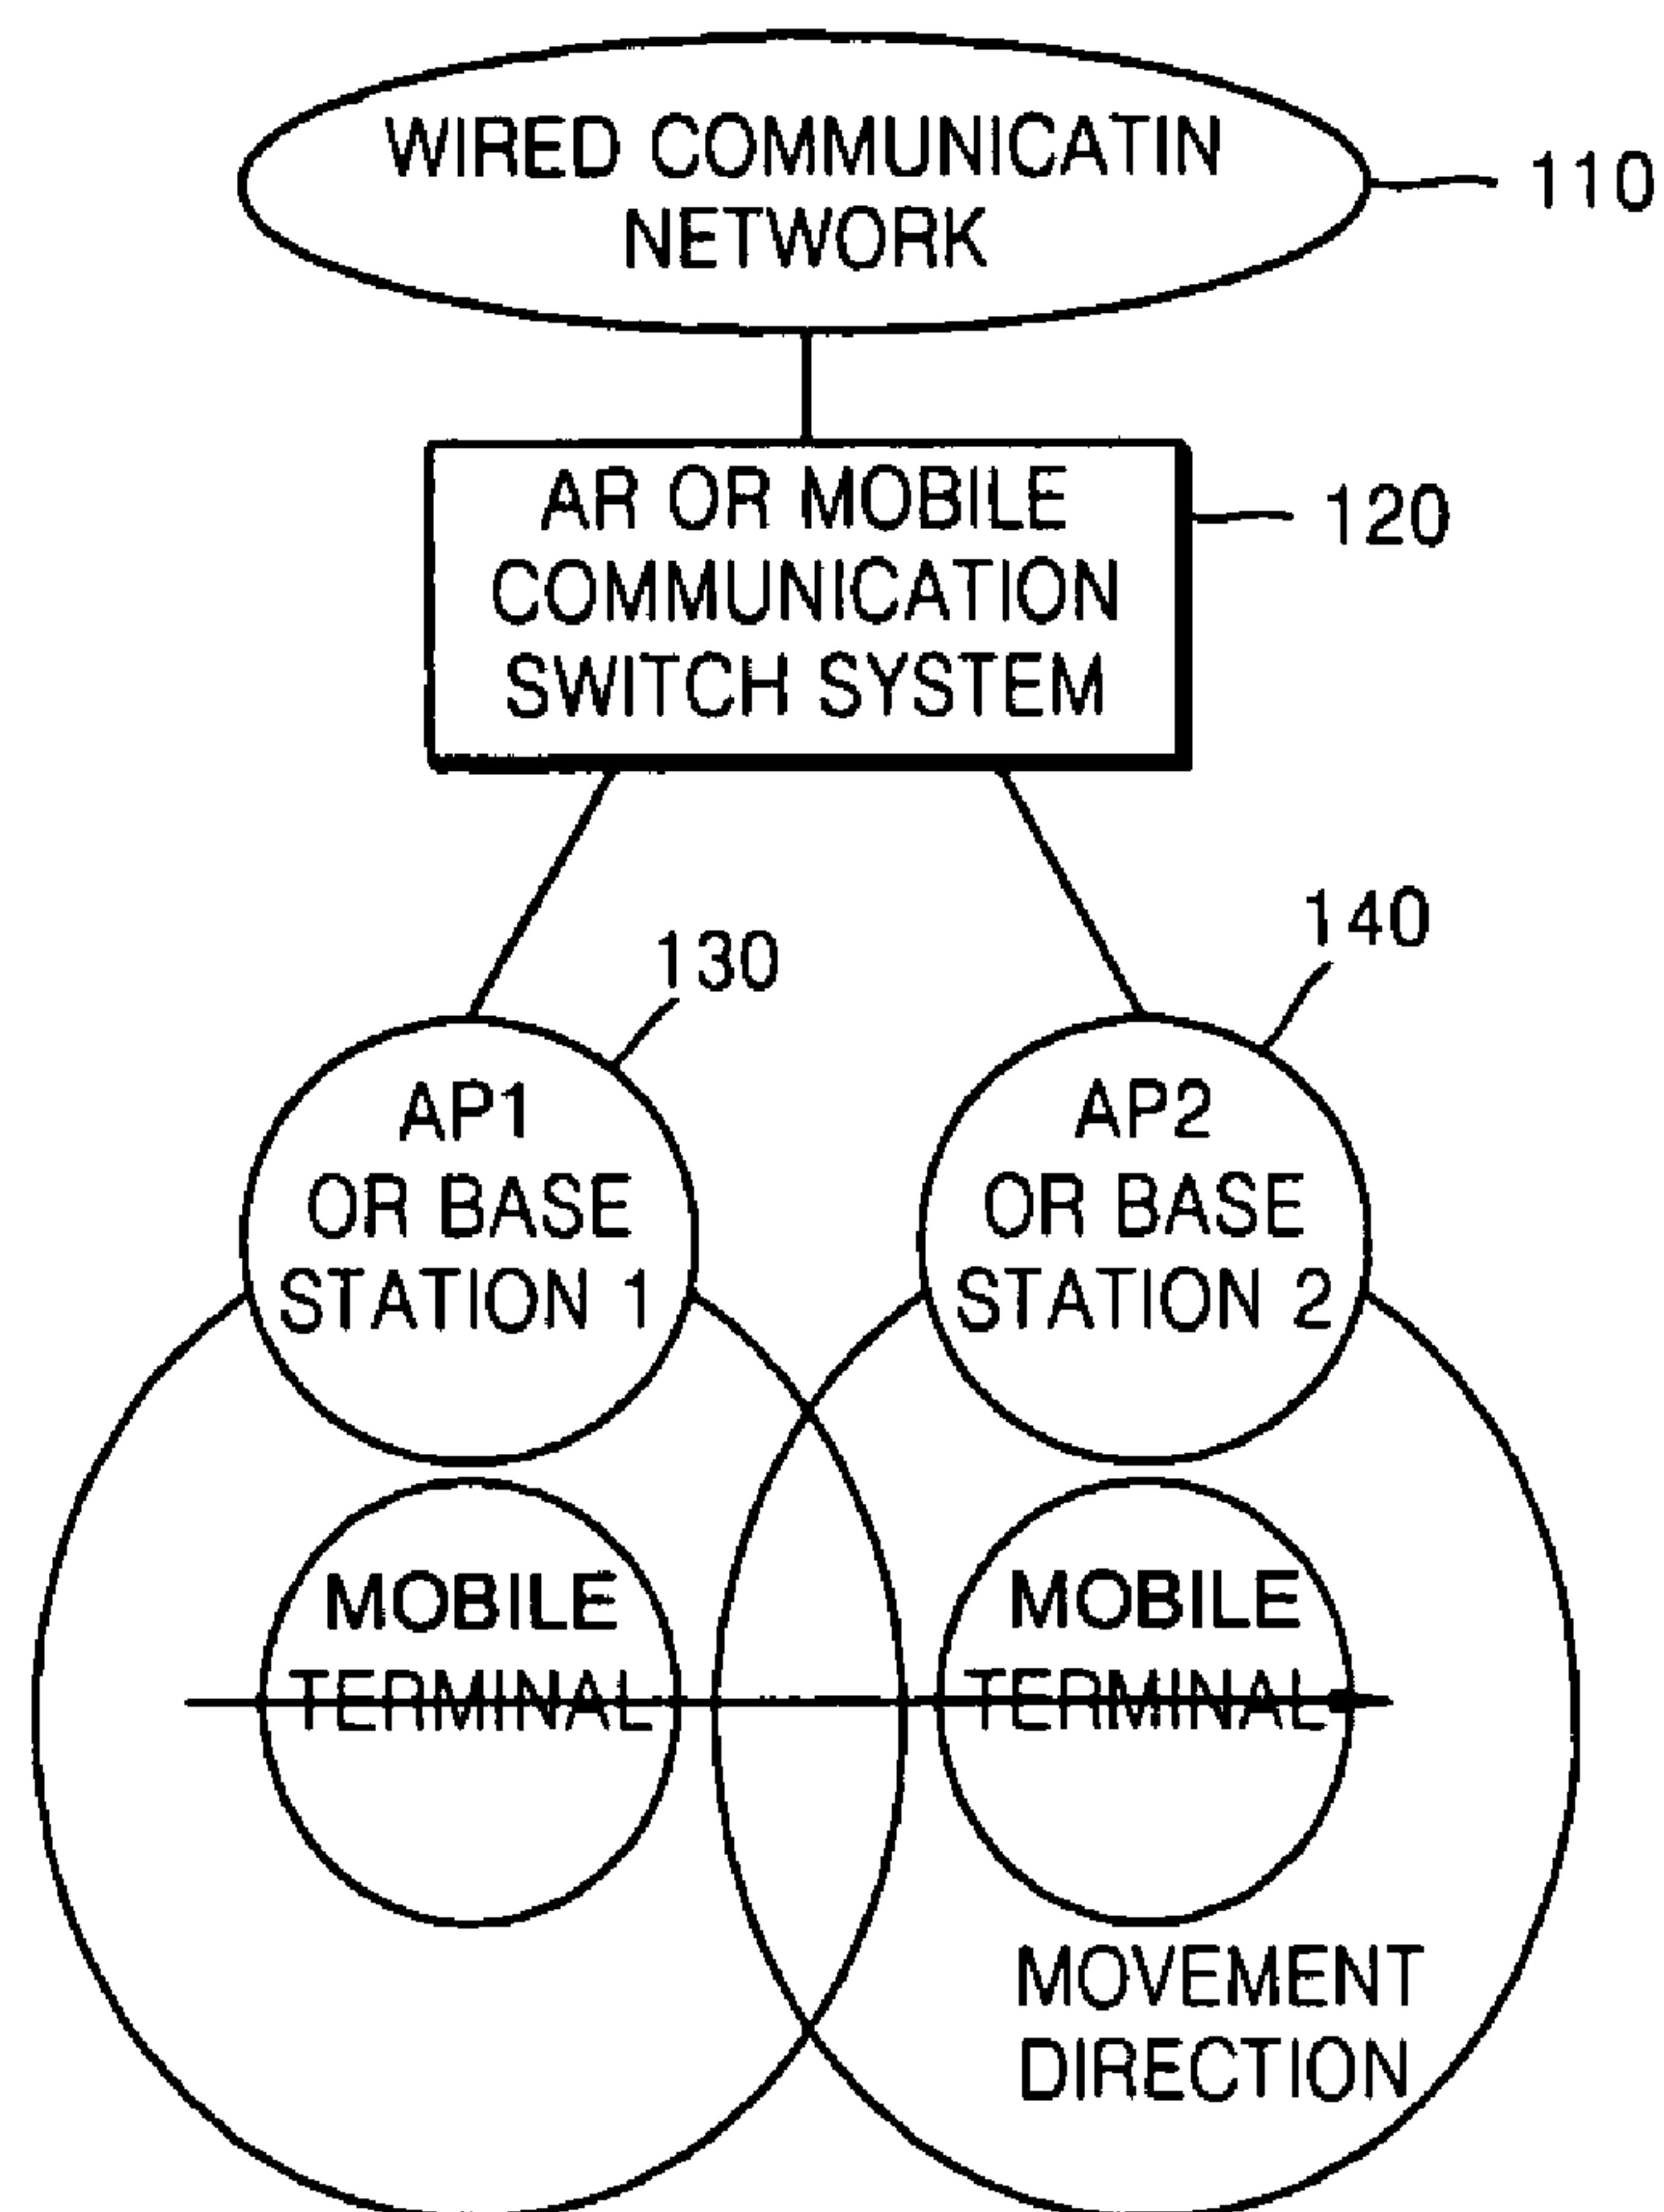 WIRED COMMUNICATIN
NETWORK
110
AR OR MOBILE
COMMUNICATION
SWITCH SYSTEM
120
130
140
AP1
OR BASE
STATION 1
AP2
OR BASE
STATION 2
MOBILE
TERMINAL
MOBILE
TERMINAL
MOVEMENT
DIRECTION